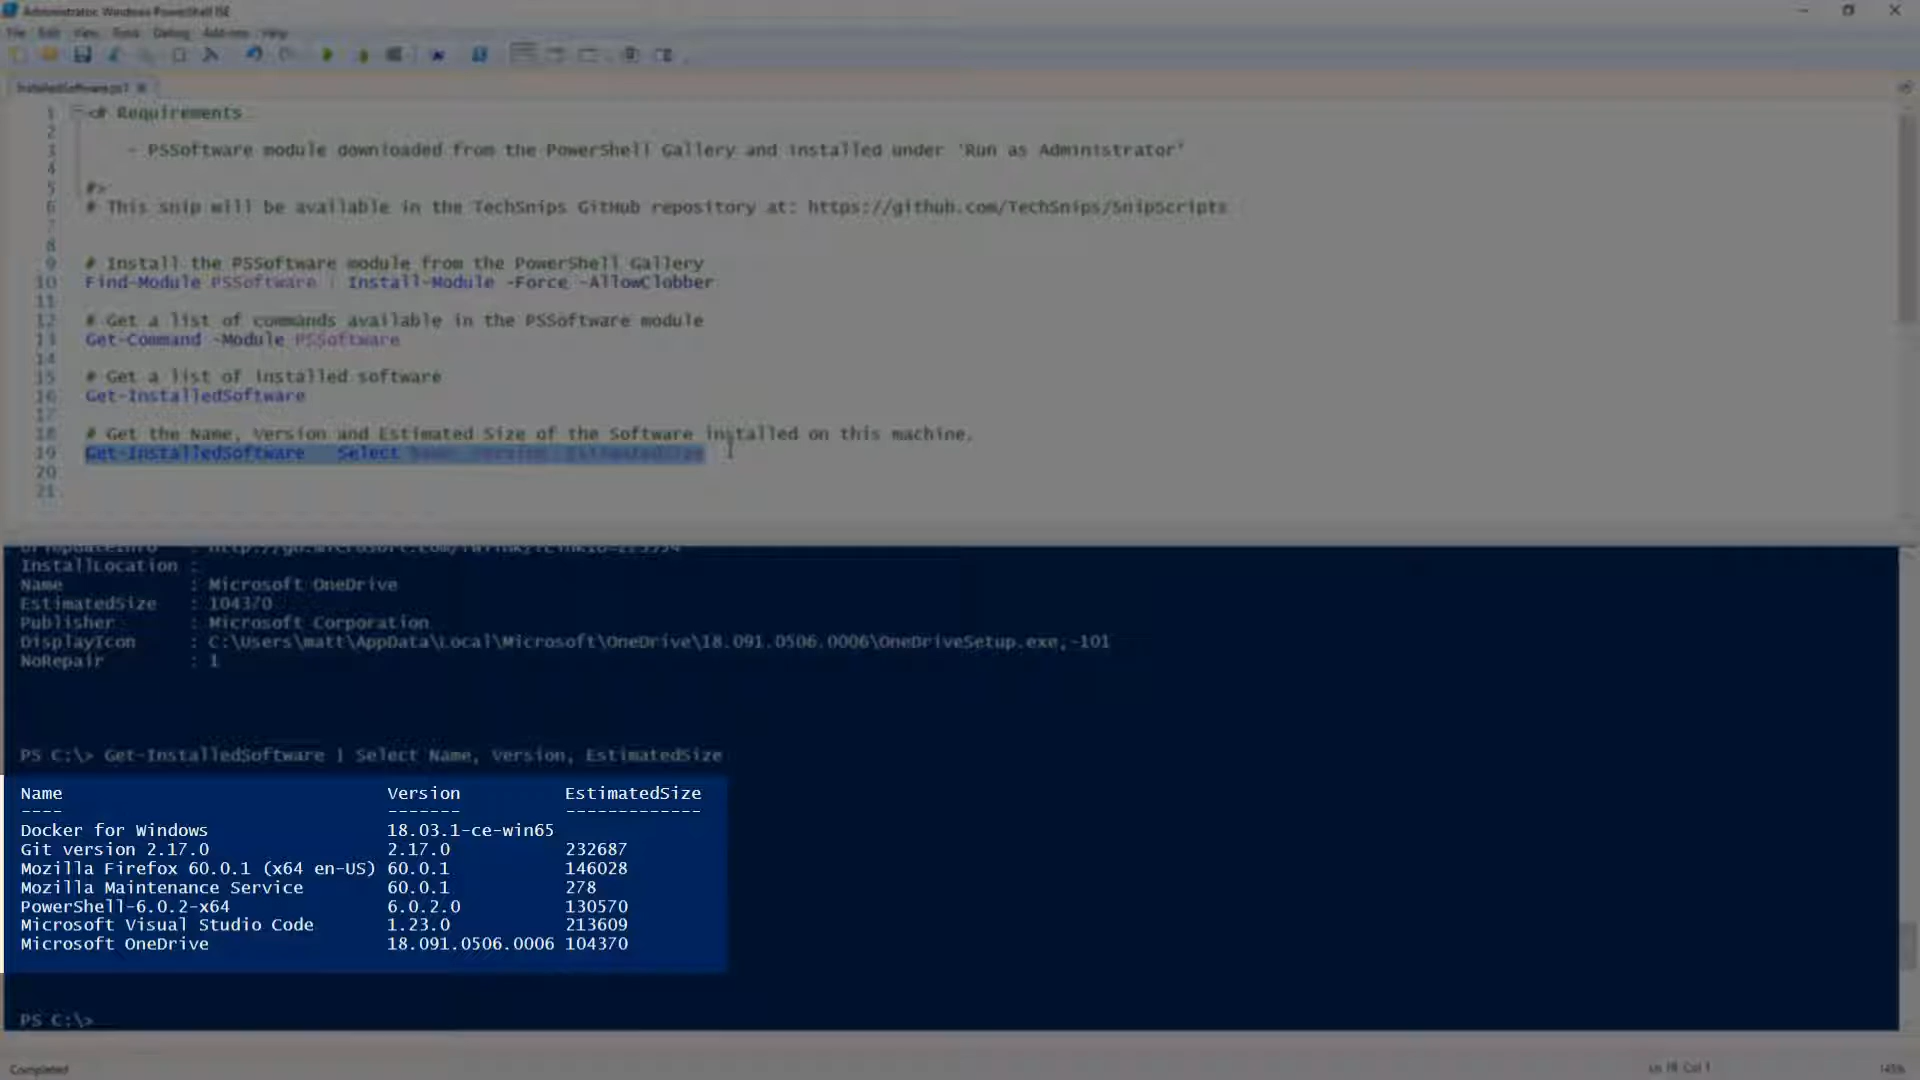 Administrator: Windows PowerShell ISE
File Edit View Tools Debug Add-ons Help
InstalledSoftware.ps1
1 <# Requirements
2
3 - PSSoftware module downloaded from the PowerShell Gallery and installed under 'Run as Administrator'
4
5 #>
6 # This snip will be available in the TechSnips GitHub repository at: https://github.com/TechSnips/SnipScripts
7
8
9 # Install the PSSoftware module from the PowerShell Gallery
10 Find-Module PSSoftware | Install-Module -Force -AllowClobber
11
12 # Get a list of commands available in the PSSoftware module
13 Get-Command -Module PSSoftware
14
15 # Get a list of installed software
16 Get-InstalledSoftware
17
18 # Get the Name, Version and Estimated Size of the Software installed on this machine.
19 Get-InstalledSoftware | Select Name, Version, EstimatedSize
20
21
InstallLocation :
Name : Microsoft OneDrive
EstimatedSize : 104370
Publisher : Microsoft Corporation
DisplayIcon : C:\Users\matt\AppData\Local\Microsoft\OneDrive\18.091.0506.0006\OneDriveSetup.exe,-101
NoRepair : 1
PS C:\> Get-InstalledSoftware | Select Name, Version, EstimatedSize
Name Version EstimatedSize
---- ------- -------------
Docker for Windows 18.03.1-ce-win65
Git version 2.17.0 2.17.0 232687
Mozilla Firefox 60.0.1 (x64 en-US) 60.0.1 146028
Mozilla Maintenance Service 60.0.1 278
PowerShell-6.0.2-x64 6.0.2.0 130570
Microsoft Visual Studio Code 1.23.0 213609
Microsoft OneDrive 18.091.0506.0006 104370
PS C:\>
Completed
Ln 19 Col 1
145%